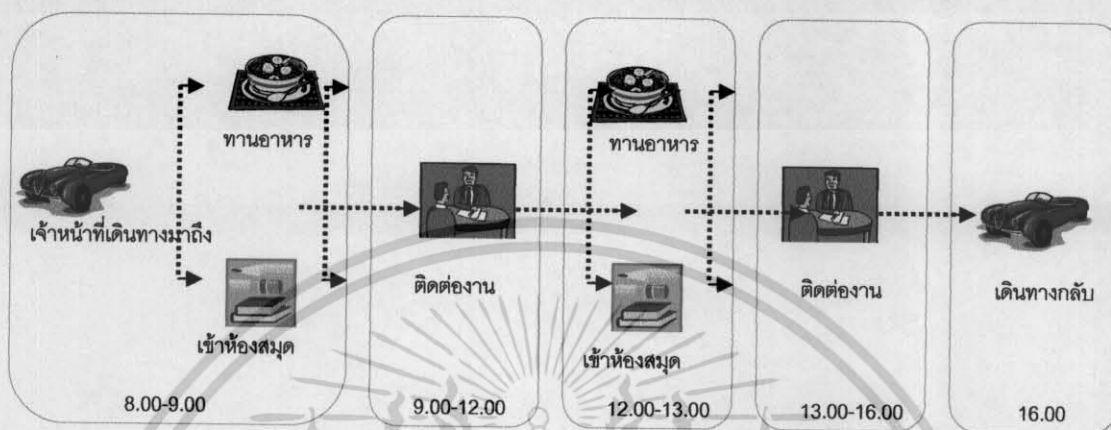 ทานอาหาร
เจ้าหน้าที่เดินทางมาถึง
เข้าห้องสมุด
8.00-9.00
ติดต่องาน
9.00-12.00
ทานอาหาร
เข้าห้องสมุด
12.00-13.00
ติดต่องาน
13.00-16.00
เดินทางกลับ
16.00